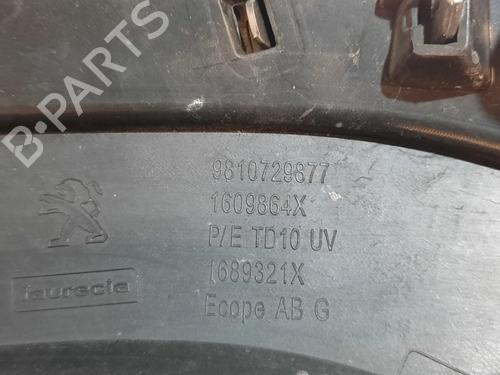 B-PARTS
9810729877
1609864X
P/E TD10 UV
1689321X
faurecia
Ecope AB G